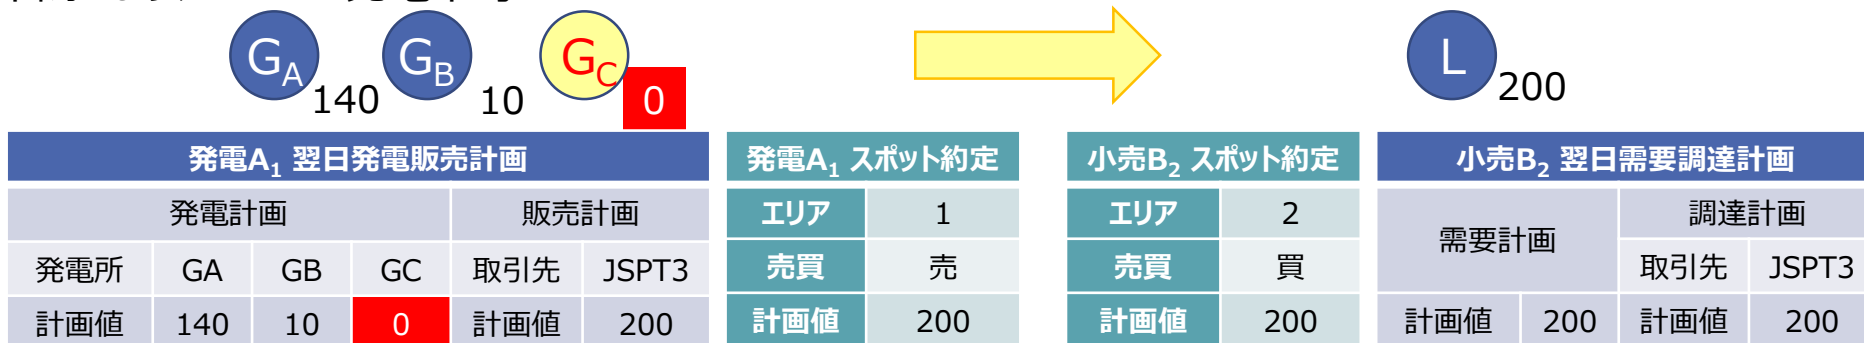 GA 140 GB 10 GC 0
L 200
発電A1 翌日発電販売計画
発電計画 販売計画
発電所 GA GB GC 取引先 JSPT3
計画値 140 10 0 計画値 200
発電A1 スポット約定
エリア 1
売買 売
計画値 200
小売B2 スポット約定
エリア 2
売買 買
計画値 200
小売B2 翌日需要調達計画
需要計画 調達計画
取引先 JSPT3
計画値 200 計画値 200